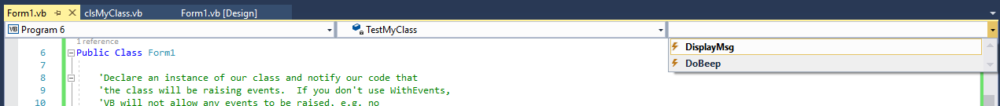 Form1.vb clsMyClass.vb Form1.vb [Design]
VB Program 6 TestMyClass
DisplayMsg
DoBeep
1 reference
6 Public Class Form1
7
8 'Declare an instance of our class and notify our code that
9 'the class will be raising events. If you don't use WithEvents,
10 'VB will not allow any events to be raised, e.g. no